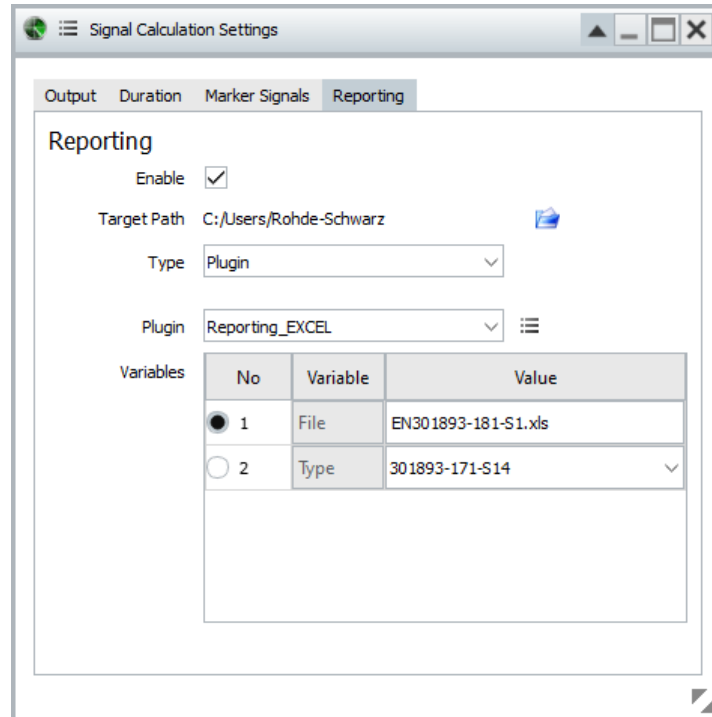 Signal Calculation Settings
Output Duration Marker Signals Reporting
Reporting
Enable
Target Path C:/Users/Rohde-Schwarz
Type Plugin
Plugin Reporting_EXCEL
Variables No Variable Value
1 File EN301893-181-S1.xls
2 Type 301893-171-S14